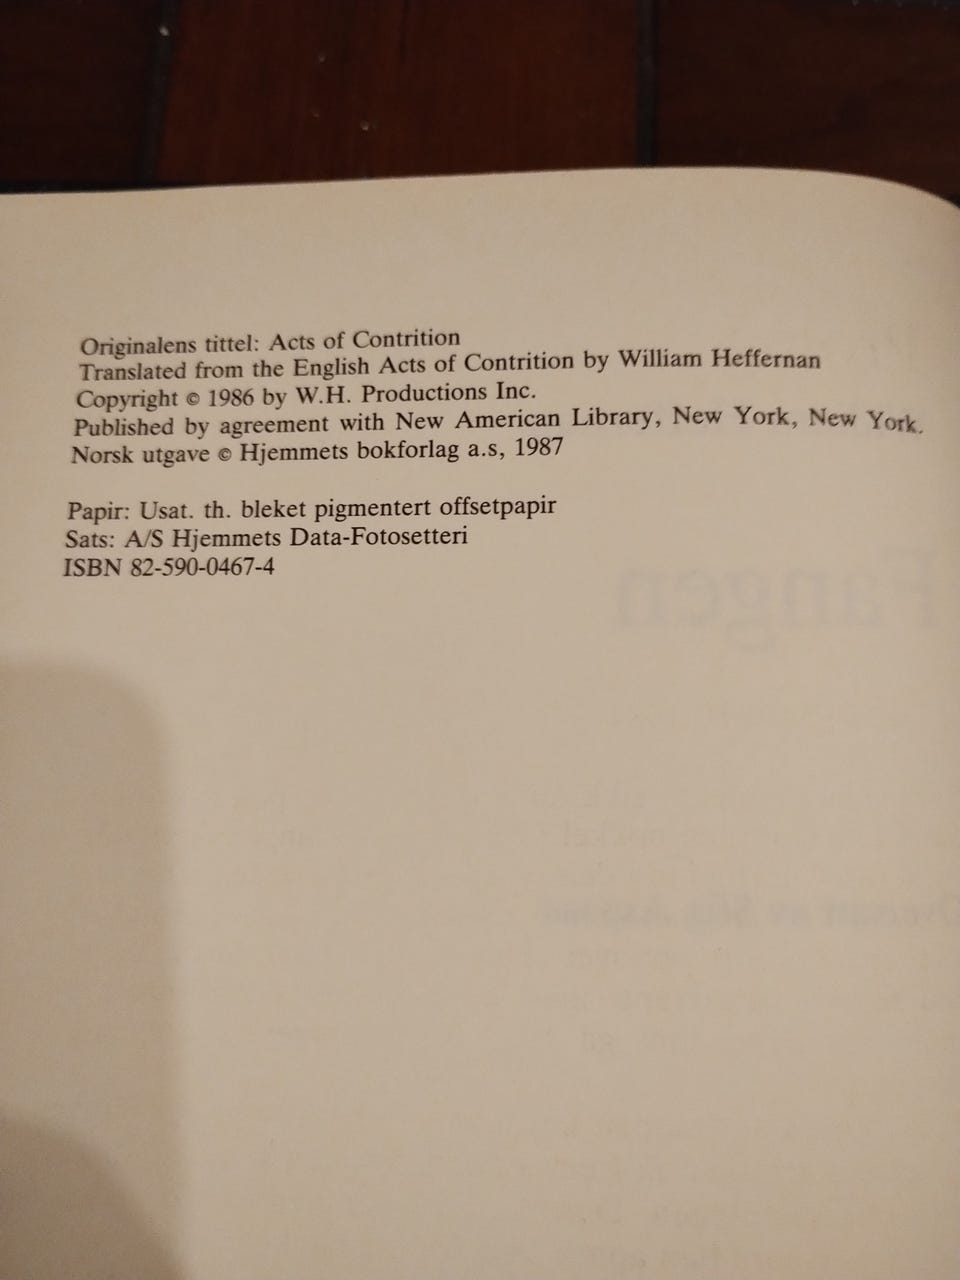 Originalens tittel: Acts of Contrition
Translated from the English Acts of Contrition by William Heffernan
Copyright © 1986 by W.H. Productions Inc.
Published by agreement with New American Library, New York, New York.
Norsk utgave © Hjemmets bokforlag a.s, 1987
Papir: Usat. th. bleket pigmentert offsetpapir
Sats: A/S Hjemmets Data-Fotosetteri
ISBN 82-590-0467-4
Fangen